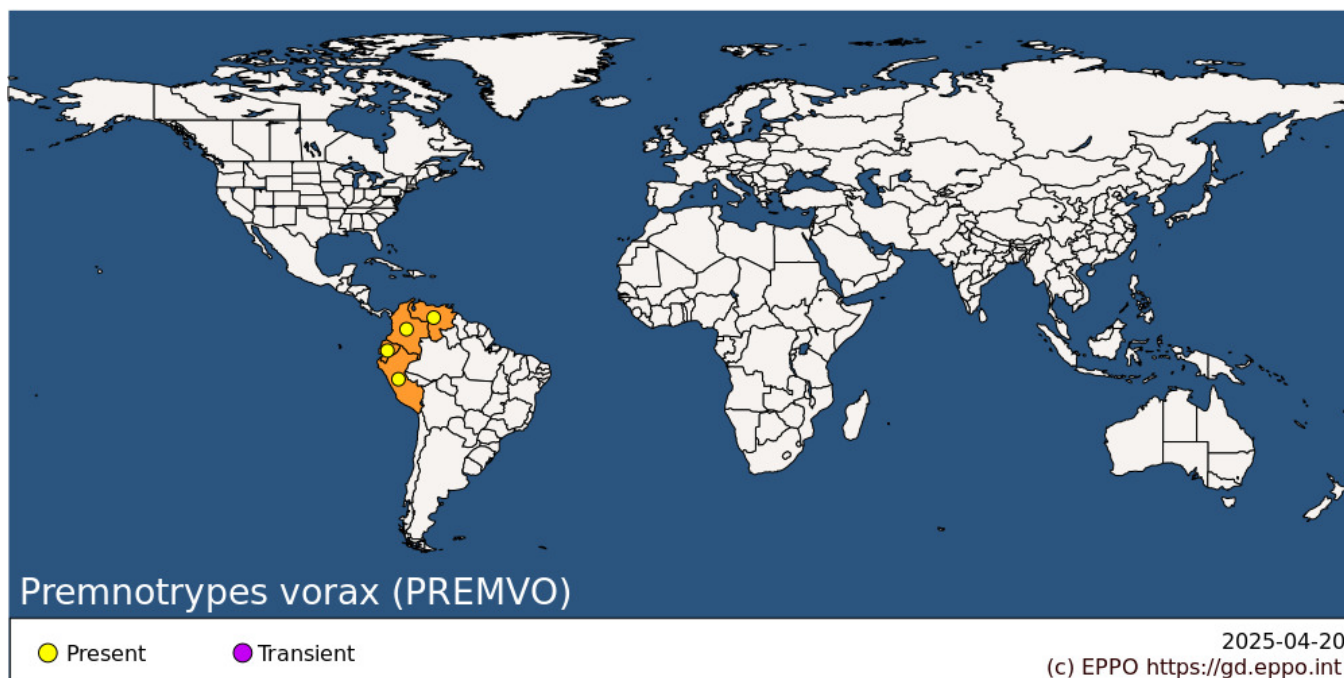 Premnotrypes vorax (PREMVO)
Present
Transient
2025-04-20
(c) EPPO https://gd.eppo.int